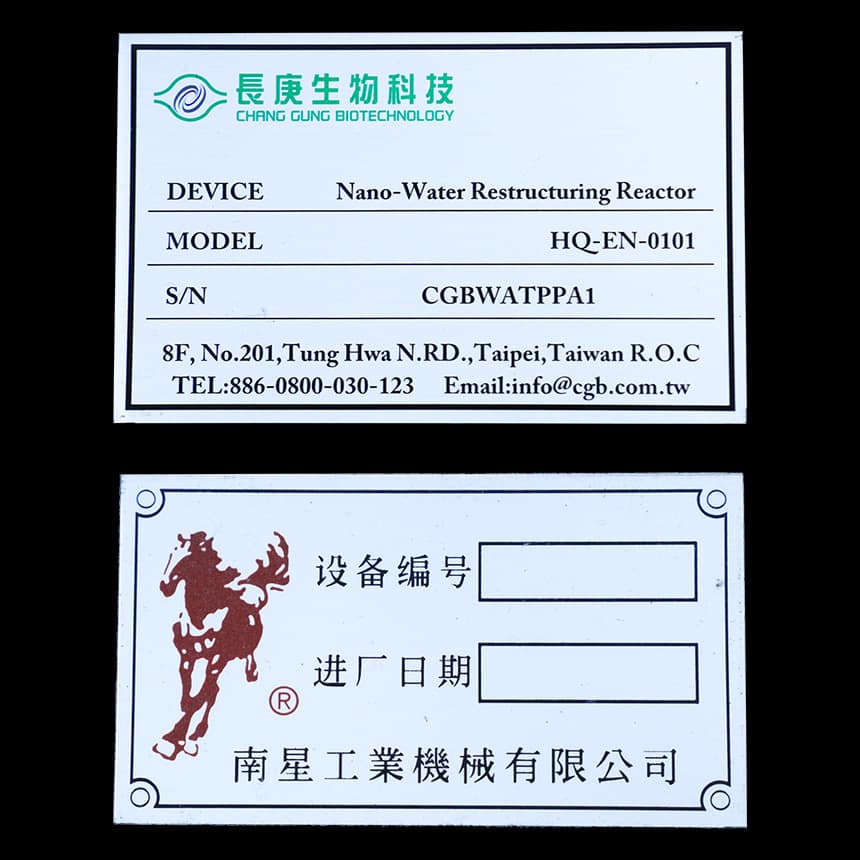 長庚生物科技
CHANG GUNG BIOTECHNOLOGY
DEVICE Nano-Water Restructuring Reactor
MODEL HQ-EN-0101
S/N CGBWATPPA1
8F, No.201,Tung Hwa N.RD.,Taipei,Taiwan R.O.C
TEL:886-0800-030-123 Email:info@cgb.com.tw
设备编号
进厂日期
®
南星工業機械有限公司